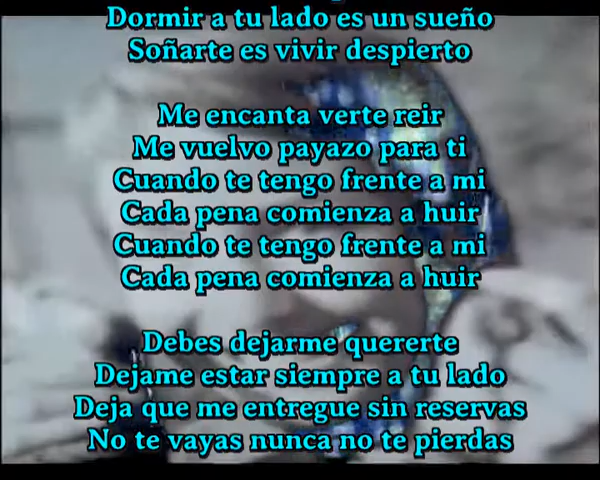 Dormir a tu lado es un sueño
Soñarte es vivir despierto
Me encanta verte reir
Me vuelvo payazo para ti
Cuando te tengo frente a mi
Cada pena comienza a huir
Cuando te tengo frente a mi
Cada pena comienza a huir
Debes dejarme quererte
Dejame estar siempre a tu lado
Deja que me entregue sin reservas
No te vayas nunca no te pierdas